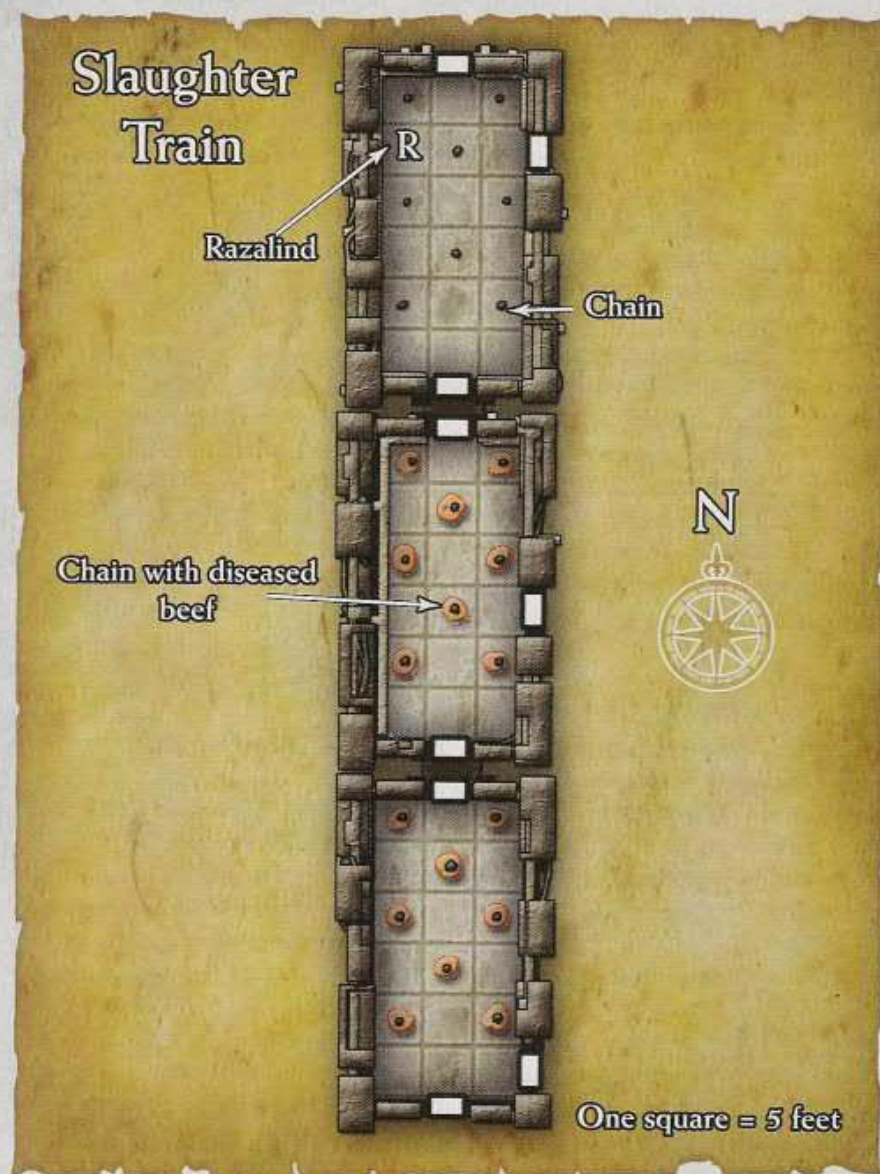 Slaughter
Train
R
Razalind
Chain
N
Chain with diseased
beef
One square = 5 feet